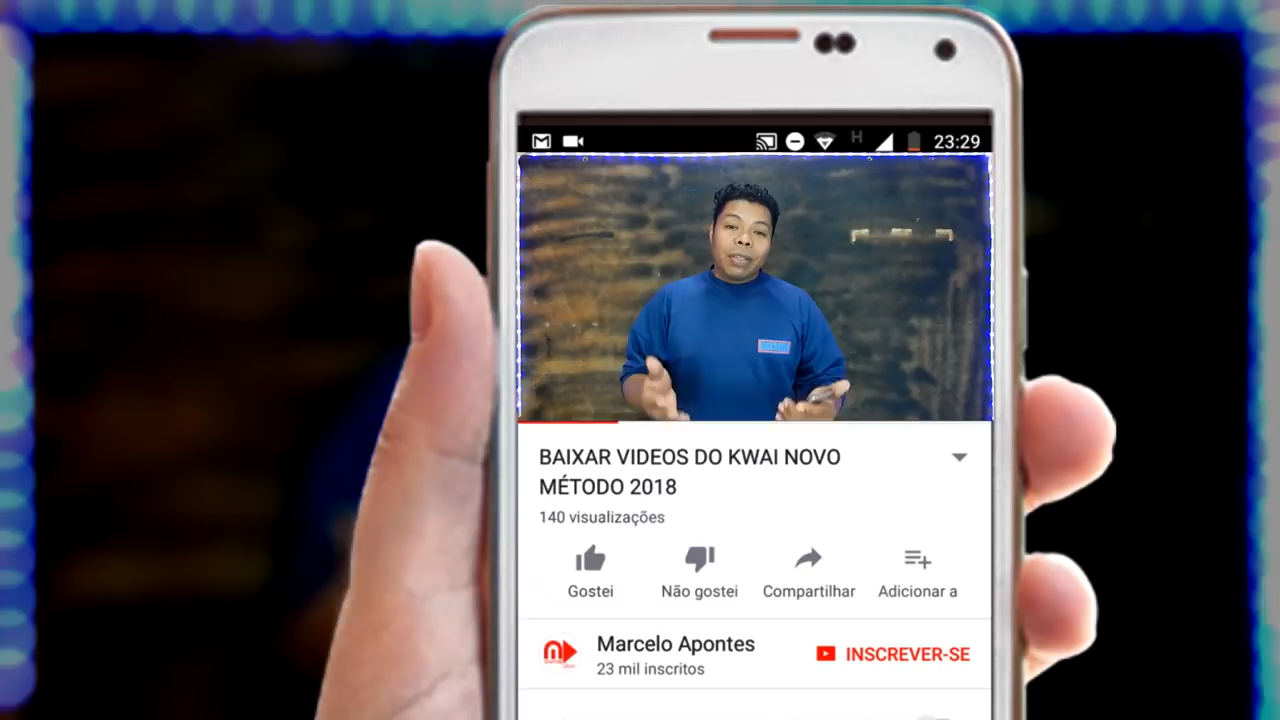 H 23:29
BAIXAR VIDEOS DO KWAI NOVO
MÉTODO 2018
140 visualizações
Gostei Não gostei Compartilhar Adicionar a
Marcelo Apontes
23 mil inscritos
INSCREVER-SE